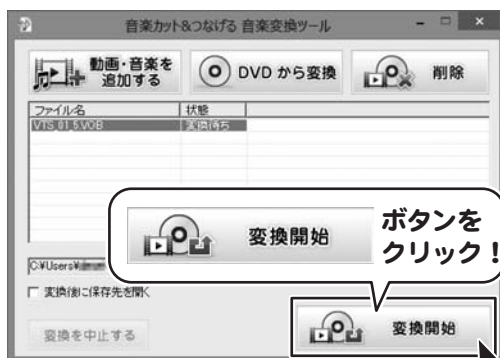 音楽カット&つなげる 音楽変換ツール
動画・音楽を
追加する
DVD から変換
削除
ファイル名
状態
VTS_01_5.VOB
変換待ち
変換開始
ボタンを
クリック!
C:¥Users¥
変換後に保存先を開く
変換を中止する
変換開始